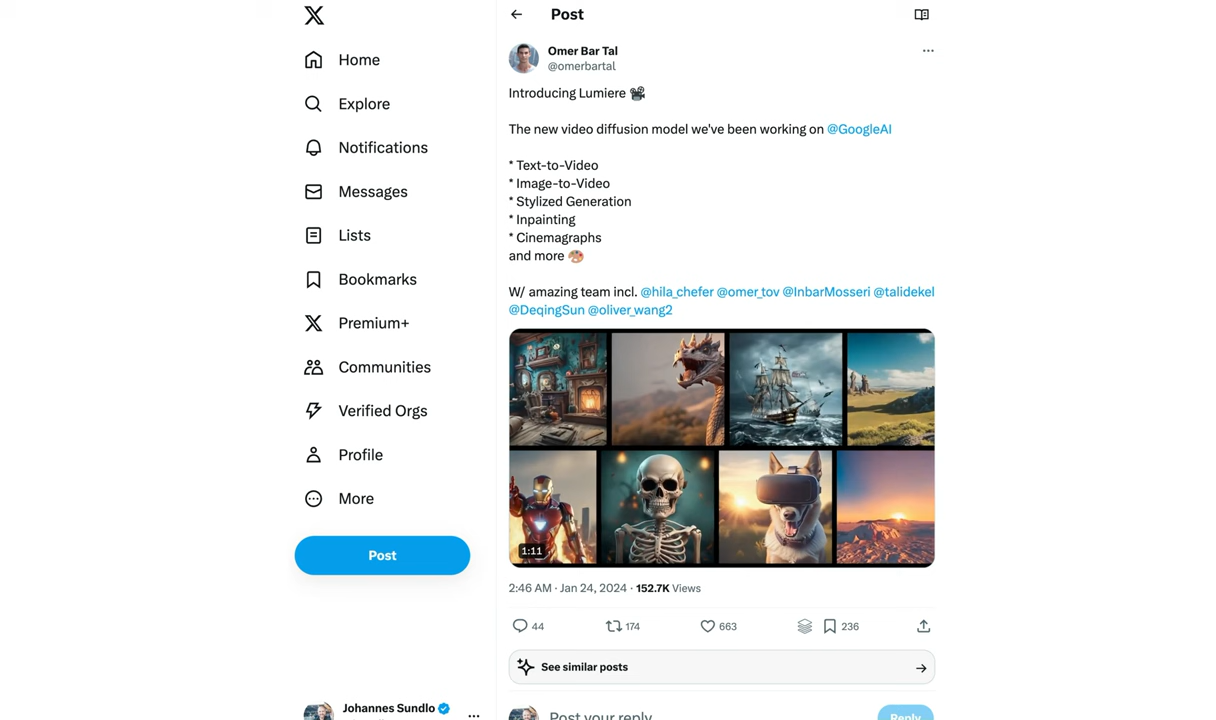 Home
Explore
Notifications
Messages
Lists
Bookmarks
Premium+
Communities
Verified Orgs
Profile
More
Post
Johannes Sundlo
Post
Omer Bar Tal
@omerbartal
Introducing Lumiere 🎥
The new video diffusion model we've been working on @GoogleAI
* Text-to-Video
* Image-to-Video
* Stylized Generation
* Inpainting
* Cinemagraphs
and more 🎨
W/ amazing team incl. @hila_chefer @omer_tov @InbarMosseri @talidekel
@DeqingSun @oliver_wang2
1:11
2:46 AM · Jan 24, 2024 · 152.7K Views
44 174 663 236
See similar posts
Post your reply
Reply